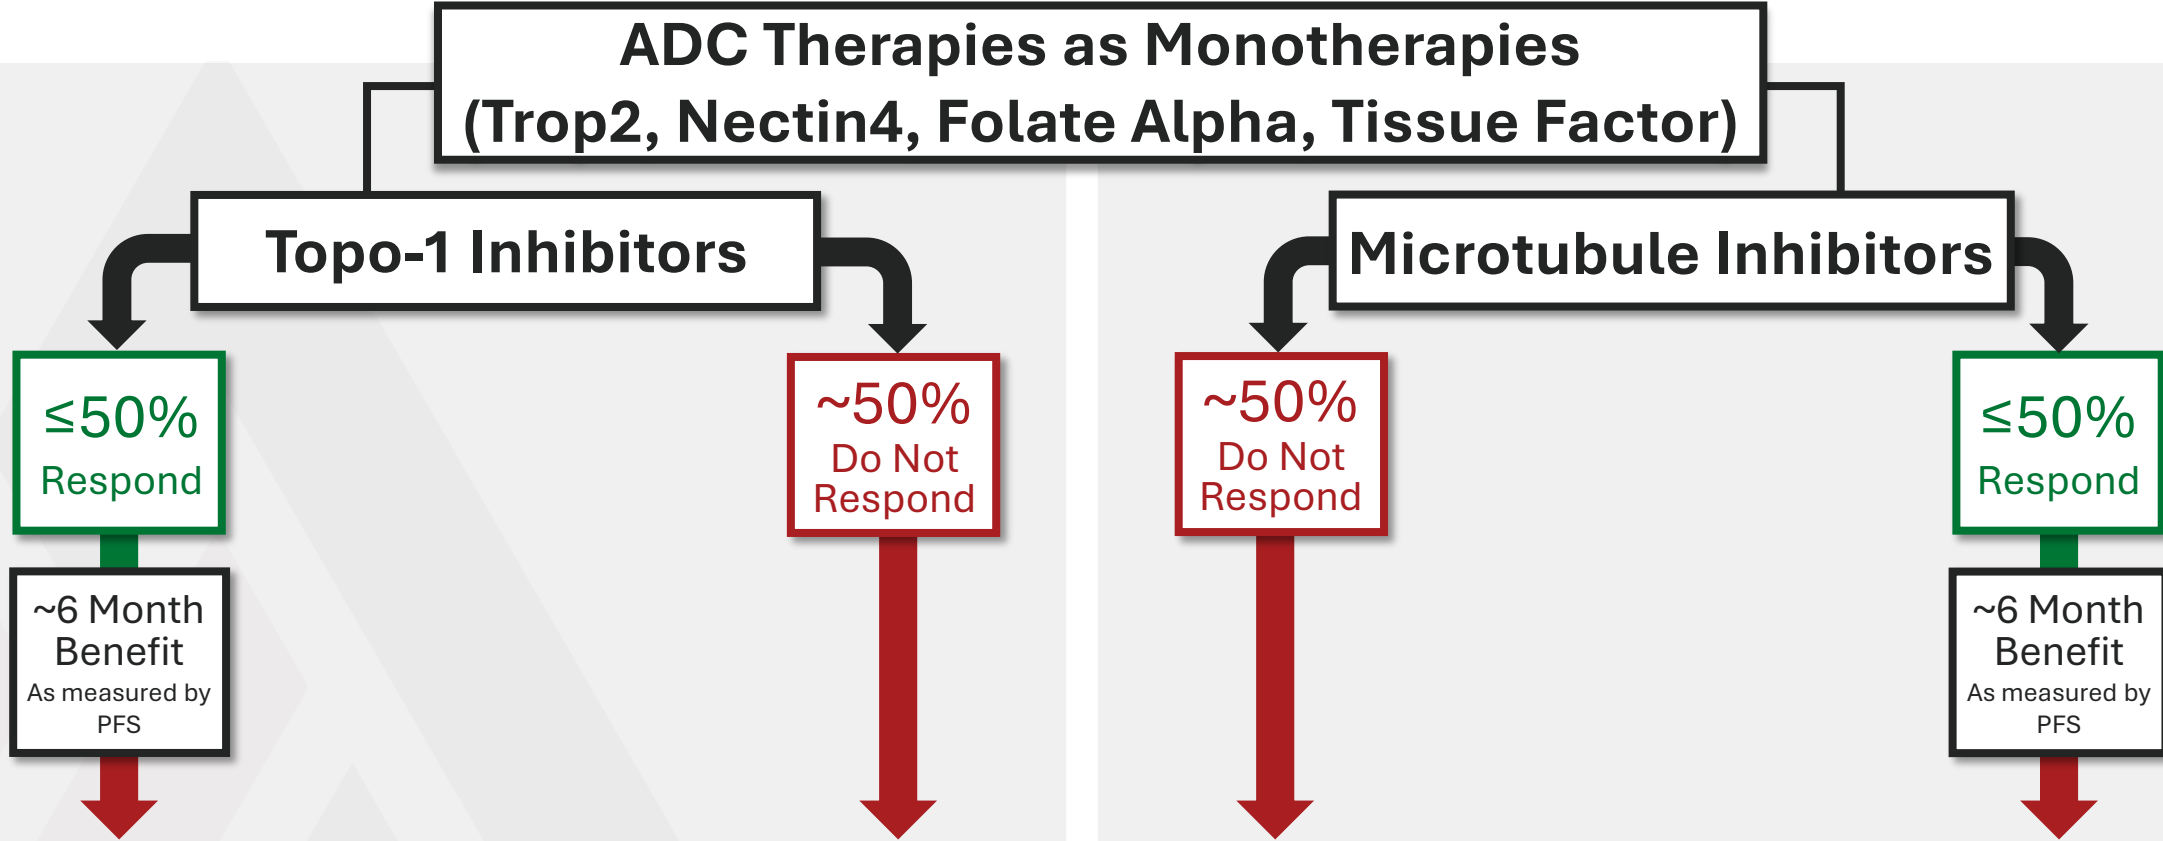 ADC Therapies as Monotherapies
(Trop2, Nectin4, Folate Alpha, Tissue Factor)
Topo-1 Inhibitors
≤50%
Respond
~6 Month
Benefit
As measured by
PFS
~50%
Do Not
Respond
Microtubule Inhibitors
~50%
Do Not
Respond
≤50%
Respond
~6 Month
Benefit
As measured by
PFS